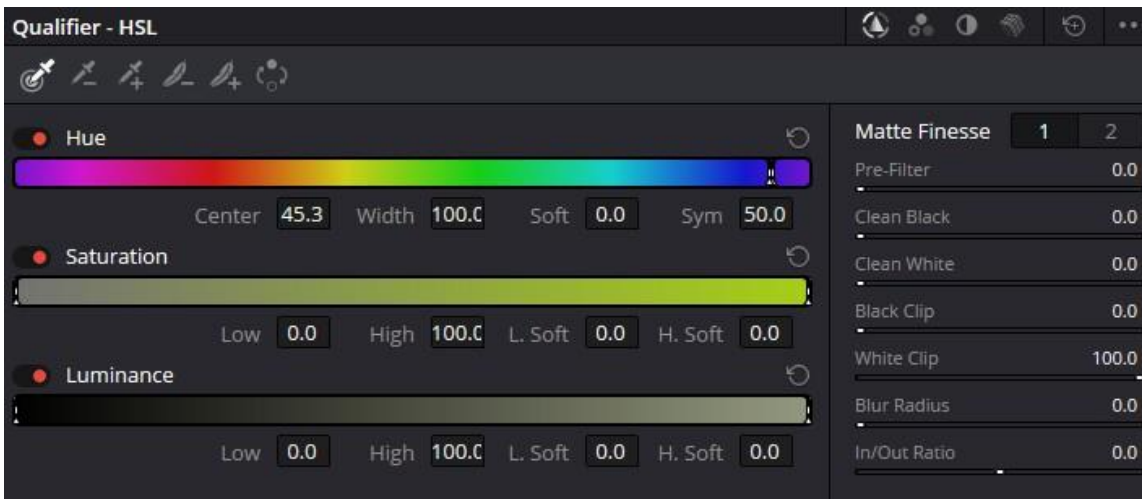 Qualifier - HSL
Hue
Center 45.3 Width 100.0 Soft 0.0 Sym 50.0
Saturation
Low 0.0 High 100.0 L. Soft 0.0 H. Soft 0.0
Luminance
Low 0.0 High 100.0 L. Soft 0.0 H. Soft 0.0
Matte Finesse 1 2
Pre-Filter 0.0
Clean Black 0.0
Clean White 0.0
Black Clip 0.0
White Clip 100.0
Blur Radius 0.0
In/Out Ratio 0.0